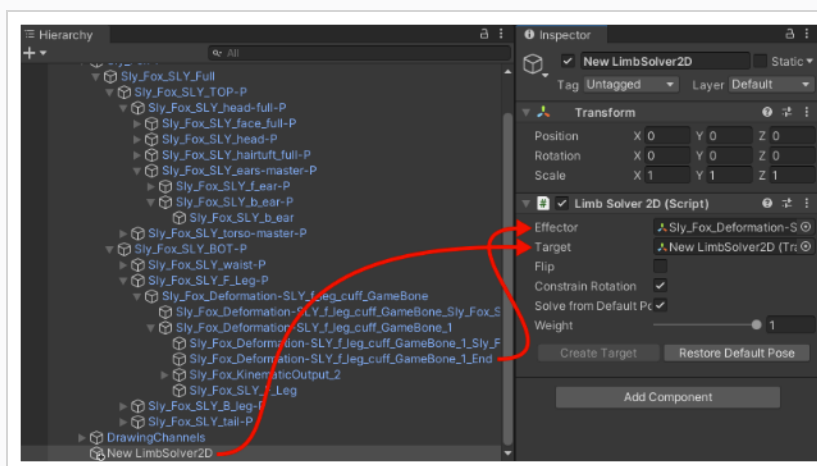 Hierarchy
All
Sly_Fox_SLY_Full
Sly_Fox_SLY_TOP-P
Sly_Fox_SLY_head-full-P
Sly_Fox_SLY_face_full-P
Sly_Fox_SLY_head-P
Sly_Fox_SLY_hairtuft_full-P
Sly_Fox_SLY_ears-master-P
Sly_Fox_SLY_f_ear-P
Sly_Fox_SLY_b_ear-P
Sly_Fox_SLY_b_ear
Sly_Fox_SLY_torso-master-P
Sly_Fox_SLY_BOT-P
Sly_Fox_SLY_waist-P
Sly_Fox_SLY_F_Leg-P
Sly_Fox_Deformation-SLY_f_leg_cuff_GameBone
Sly_Fox_Deformation-SLY_f_leg_cuff_GameBone_Sly_Fox_S
Sly_Fox_Deformation-SLY_f_leg_cuff_GameBone_1
Sly_Fox_Deformation-SLY_f_leg_cuff_GameBone_1_Sly_F
Sly_Fox_Deformation-SLY_f_leg_cuff_GameBone_1_End
Sly_Fox_KinematicOutput_2
Sly_Fox_SLY_F_Leg
Sly_Fox_SLY_B_leg-P
Sly_Fox_SLY_tail-P
DrawingChannels
New LimbSolver2D
Inspector
New LimbSolver2D Static
Tag Untagged Layer Default
Transform
Position X 0 Y 0 Z 0
Rotation X 0 Y 0 Z 0
Scale X 1 Y 1 Z 1
# Limb Solver 2D (Script)
Effector Sly_Fox_Deformation-S
Target New LimbSolver2D (Tra
Flip
Constrain Rotation
Solve from Default Po
Weight 1
Create Target Restore Default Pose
Add Component